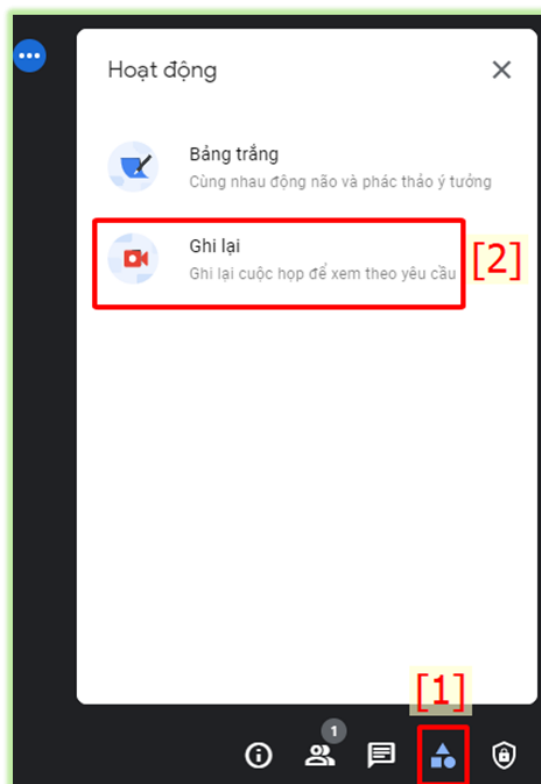 Hoạt động
Bảng trắng
Cùng nhau động não và phác thảo ý tưởng
Ghi lại
Ghi lại cuộc họp để xem theo yêu cầu
[2]
[1]
1